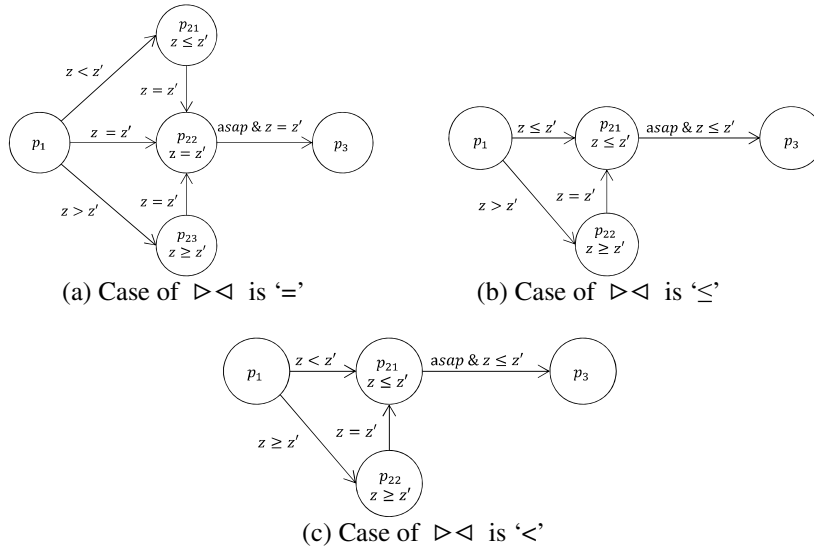 p₂₁
z ≤ z′
z < z′
z = z′
p₁
z = z′
p₂₂
z = z′
asap & z = z′
p₃
z > z′
z = z′
p₂₃
z ≥ z′
(a) Case of ▷◁ is ‘=’
p₁
z ≤ z′
p₂₁
z ≤ z′
asap & z ≤ z′
p₃
z > z′
z = z′
p₂₂
z ≥ z′
(b) Case of ▷◁ is ‘≤’
p₁
z < z′
p₂₁
z ≤ z′
asap & z ≤ z′
p₃
z ≥ z′
z = z′
p₂₂
z ≥ z′
(c) Case of ▷◁ is ‘<’